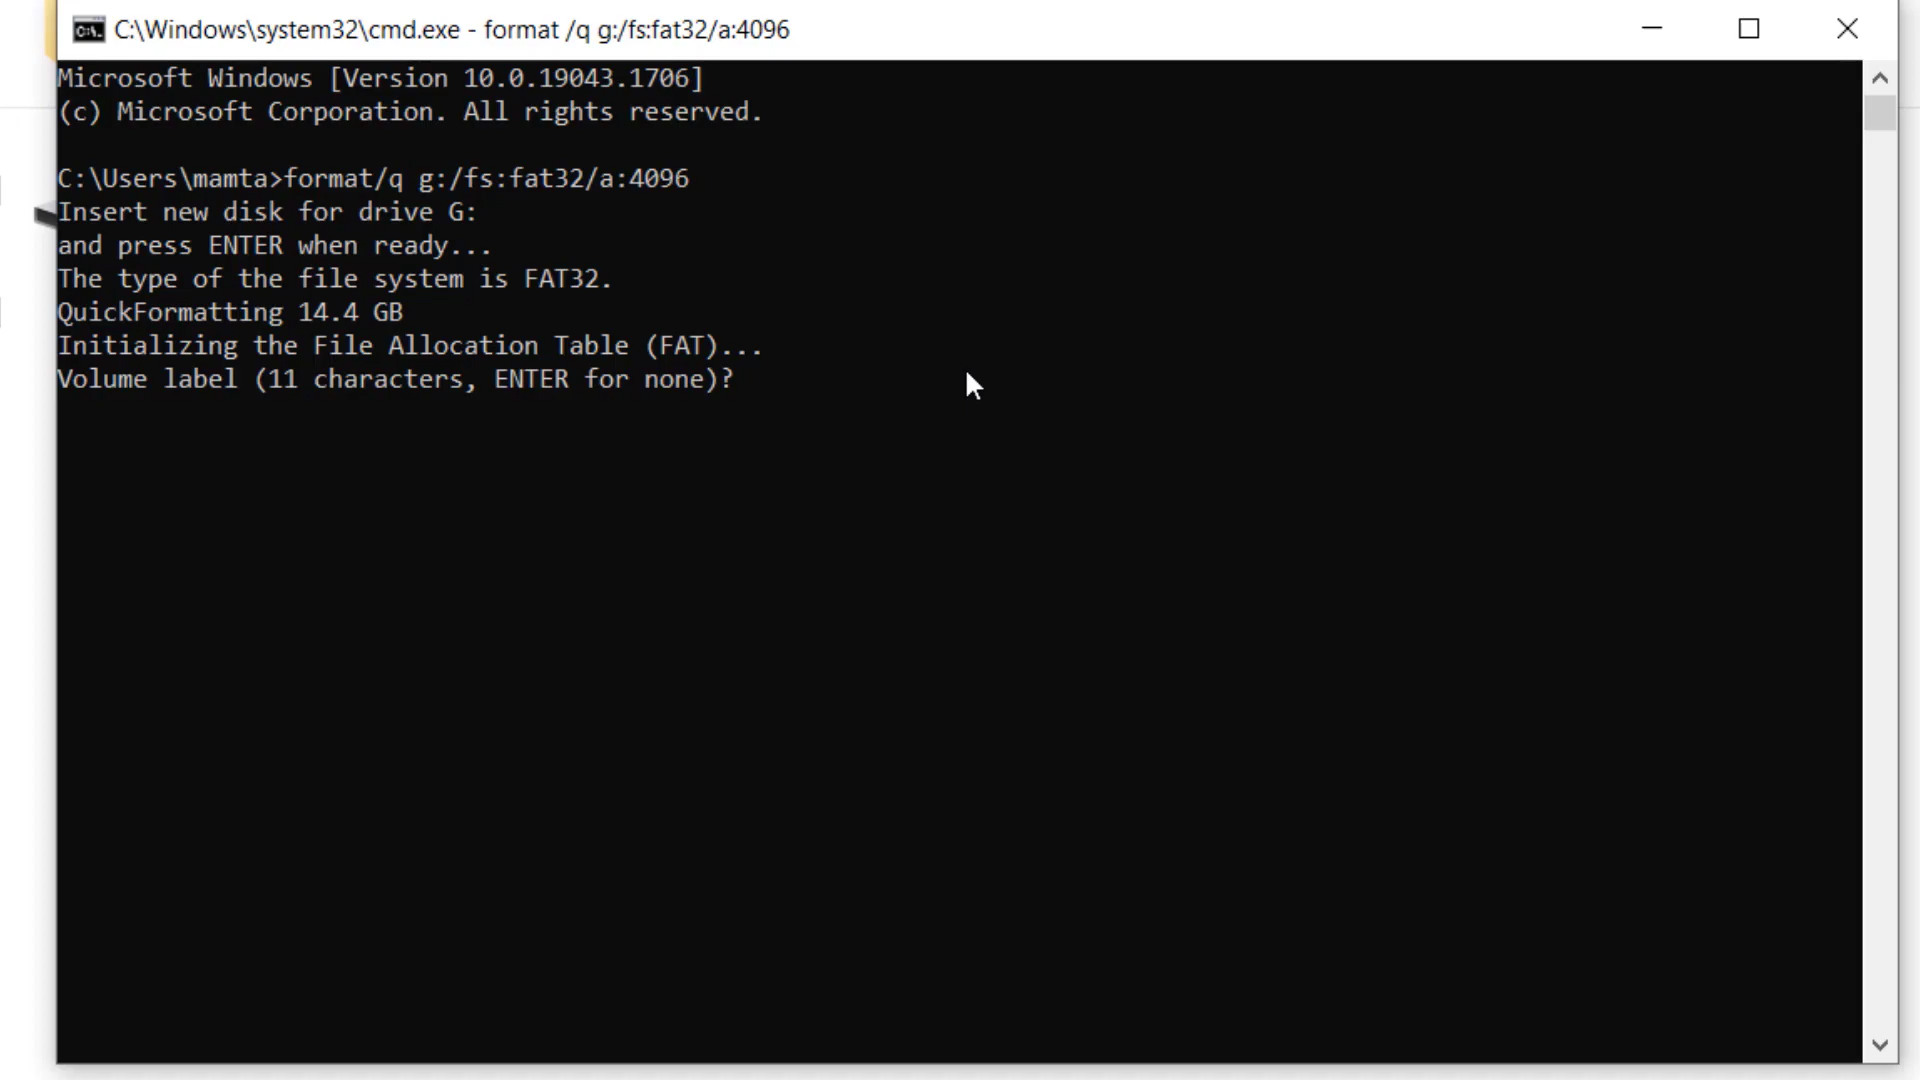 C:\Windows\system32\cmd.exe - format /q g:/fs:fat32/a:4096
Microsoft Windows [Version 10.0.19043.1706]
(c) Microsoft Corporation. All rights reserved.
C:\Users\mamta>format/q g:/fs:fat32/a:4096
Insert new disk for drive G:
and press ENTER when ready...
The type of the file system is FAT32.
QuickFormatting 14.4 GB
Initializing the File Allocation Table (FAT)...
Volume label (11 characters, ENTER for none)?